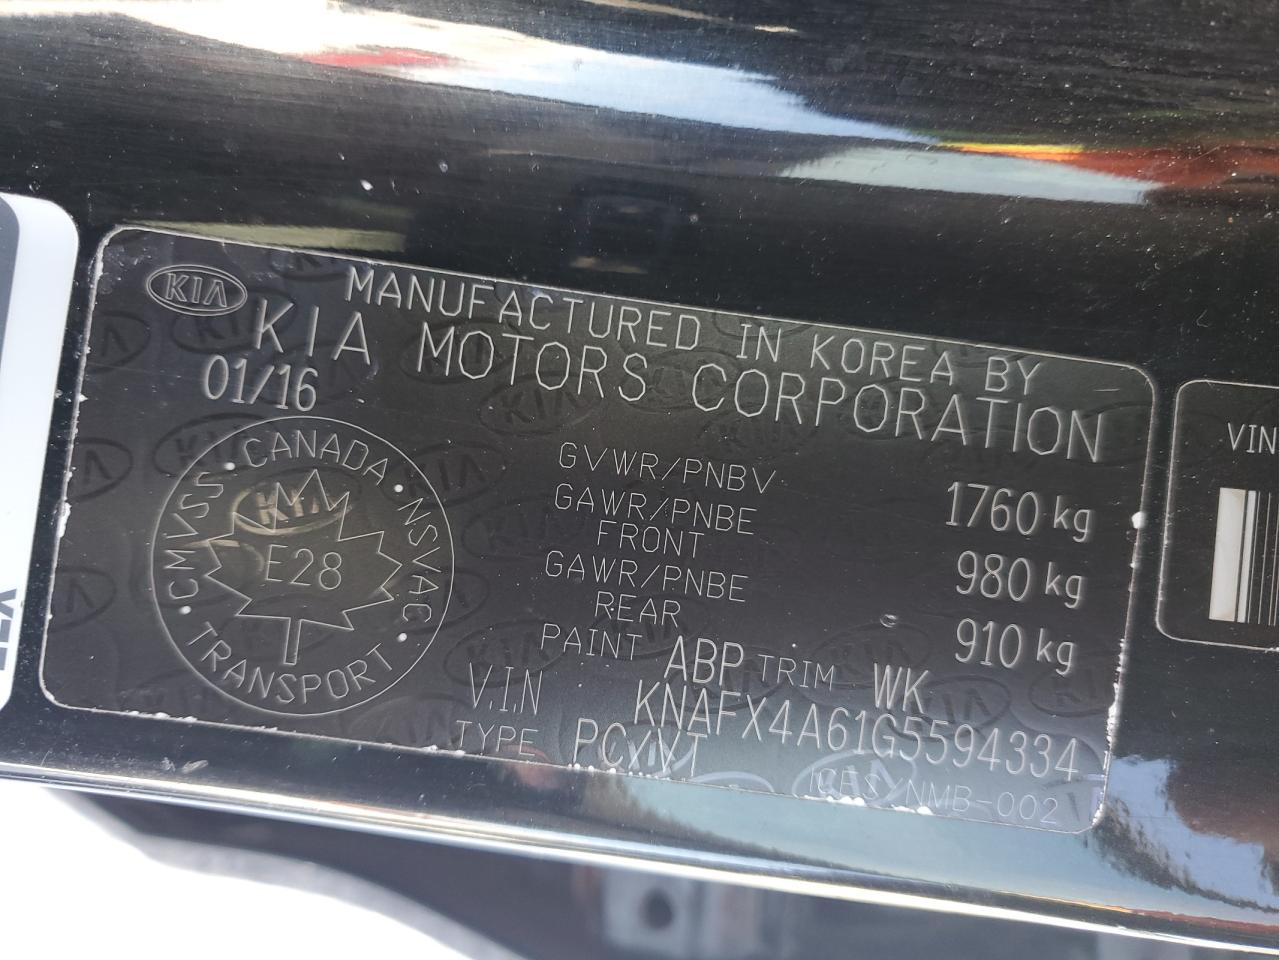 KIA
MANUFACTURED IN KOREA BY
KIA MOTORS CORPORATION
01/16
CANADA · NSVAC · TRANSPORT · CMVSS ·
E28
GVWR/PNBV 1760 kg
GAWR/PNBE
FRONT 980 kg
GAWR/PNBE
REAR 910 kg
PAINT ABP TRIM WK
V.I.N KNAFX4A61G5594334
TYPE
NMB-002
VIN